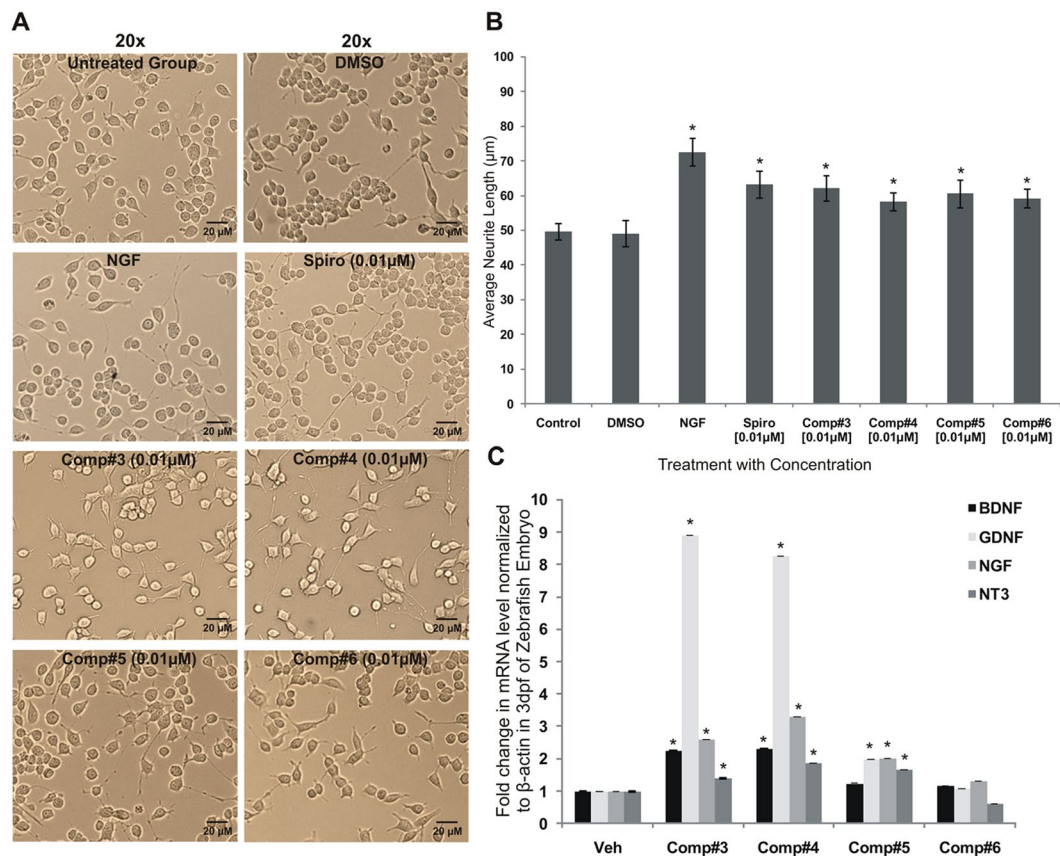 A
20x
20x
Untreated Group
DMSO
20 µM
20 µM
NGF
Spiro (0.01µM)
20 µM
20 µM
Comp#3 (0.01µM)
Comp#4 (0.01µM)
20 µM
20 µM
Comp#5 (0.01µM)
Comp#6 (0.01µM)
20 µM
20 µM
B
Average Neurite Length (µm)
100
90
80
70
60
50
40
30
20
10
0
*
*
*
*
*
*
Control
DMSO
NGF
Spiro
[0.01µM]
Comp#3
[0.01µM]
Comp#4
[0.01µM]
Comp#5
[0.01µM]
Comp#6
[0.01µM]
Treatment with Concentration
C
Fold change in mRNA level normalized
to β-actin in 3dpf of Zebrafish Embryo
10
9
8
7
6
5
4
3
2
1
0
BDNF
GDNF
NGF
NT3
*
*
*
*
*
*
*
*
*
*
*
Veh
Comp#3
Comp#4
Comp#5
Comp#6